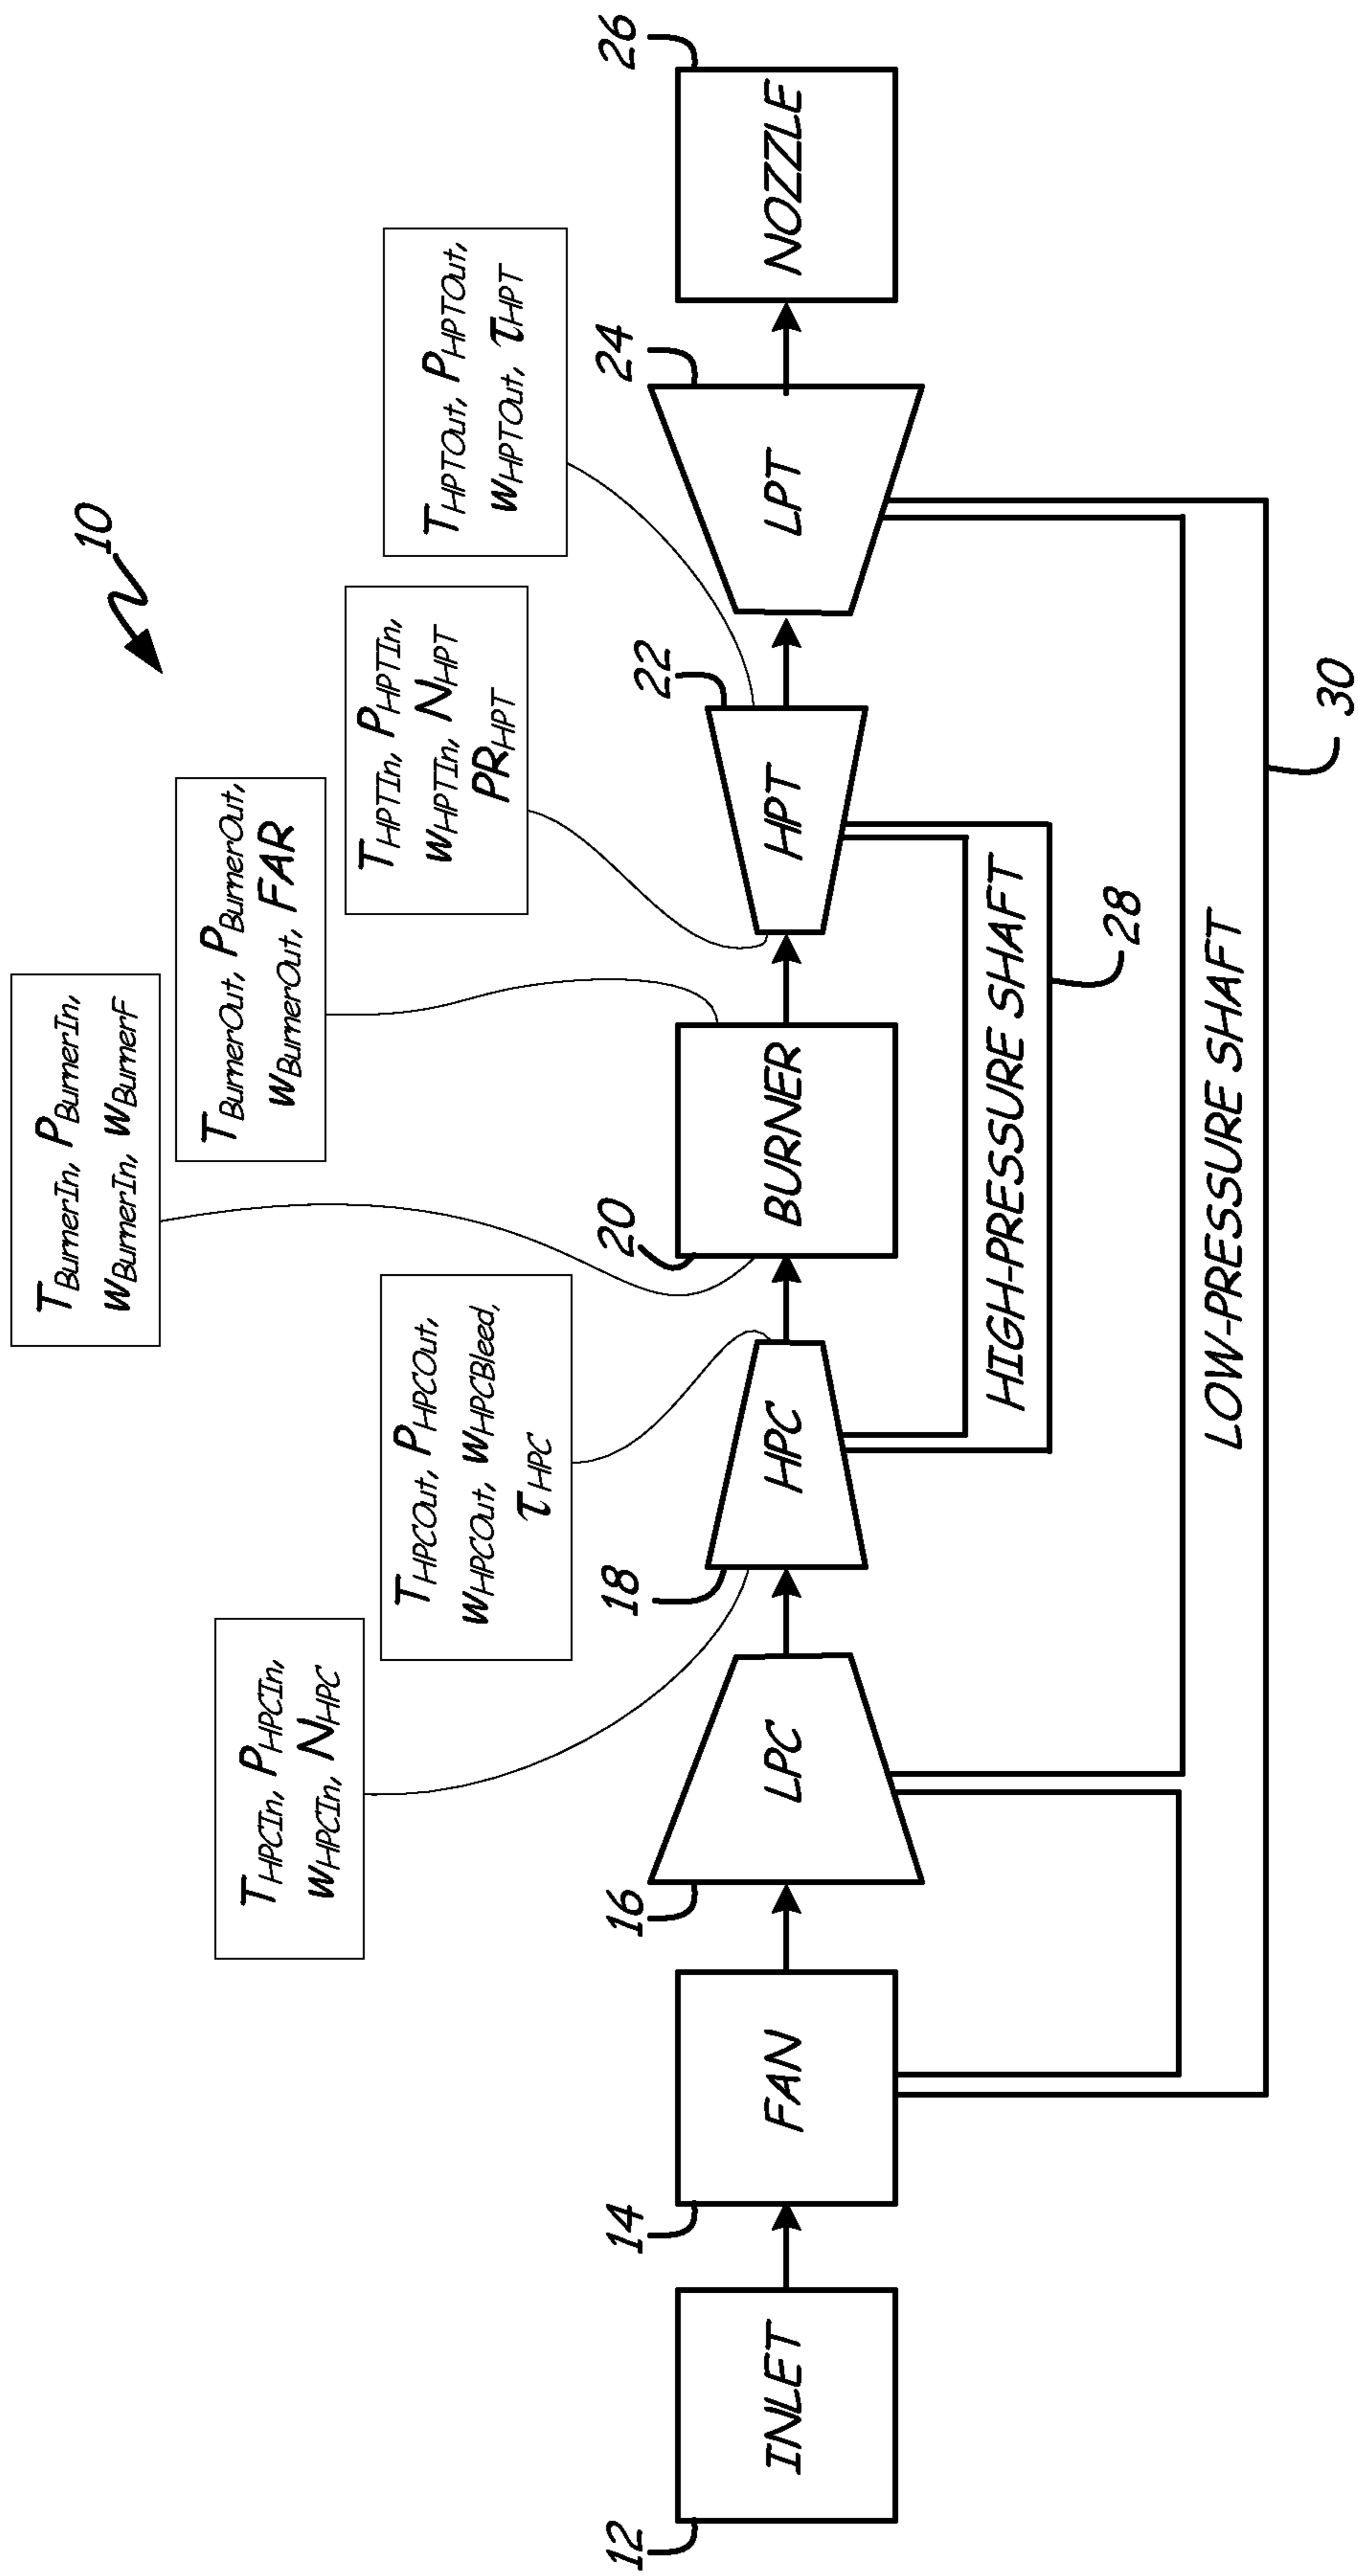 10
T_BurnerIn, P_BurnerIn,
w_BurnerIn, w_BurnerF
T_BurnerOut, P_BurnerOut,
w_BurnerOut, FAR
T_HPCIn, P_HPCIn,
w_HPCIn, N_HPC
T_HPTIn, P_HPTIn,
w_HPTIn, N_HPT
PR_HPT
T_HPCOut, P_HPCOut,
w_HPCOut, w_HPCBleed,
τ_HPC
T_HPTOut, P_HPTOut,
w_HPTOut, τ_HPT
12
14
16
18
20
22
24
26
INLET
FAN
LPC
HPC
BURNER
HPT
LPT
NOZZLE
HIGH-PRESSURE SHAFT
28
LOW-PRESSURE SHAFT
30